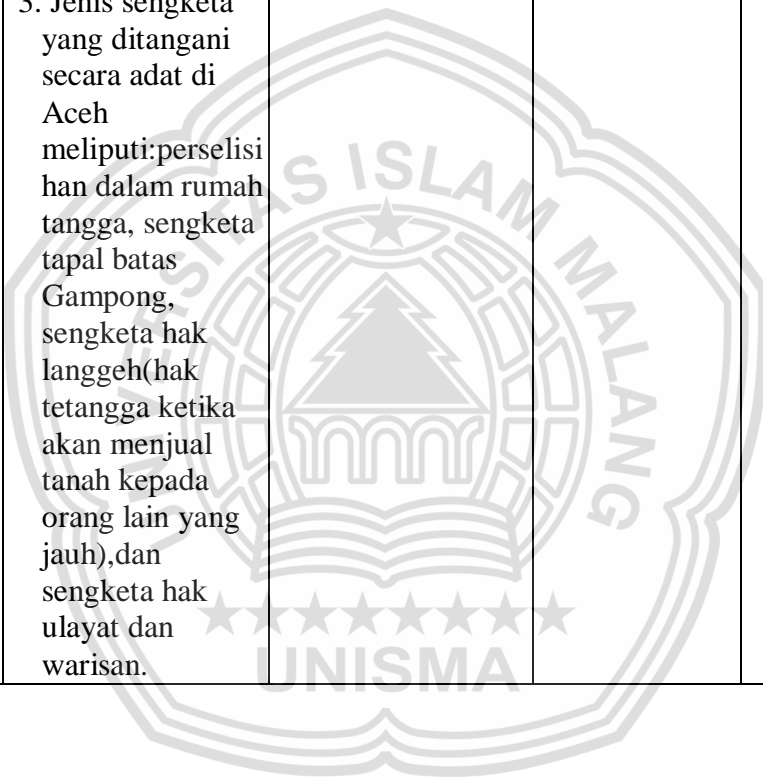 3. Jenis sengketa
yang ditangani
secara adat di
Aceh
meliputi:perselisi
han dalam rumah
tangga, sengketa
tapal batas
Gampong,
sengketa hak
langgeh(hak
tetangga ketika
akan menjual
tanah kepada
orang lain yang
jauh),dan
sengketa hak
ulayat dan
warisan.
UNIVERSITAS ISLAM MALANG
UNISMA